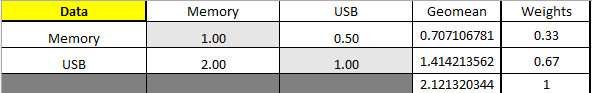 Data Memory USB Geomean Weights
Memory 1.00 0.50 0.707106781 0.33
USB 2.00 1.00 1.414213562 0.67
2.121320344 1